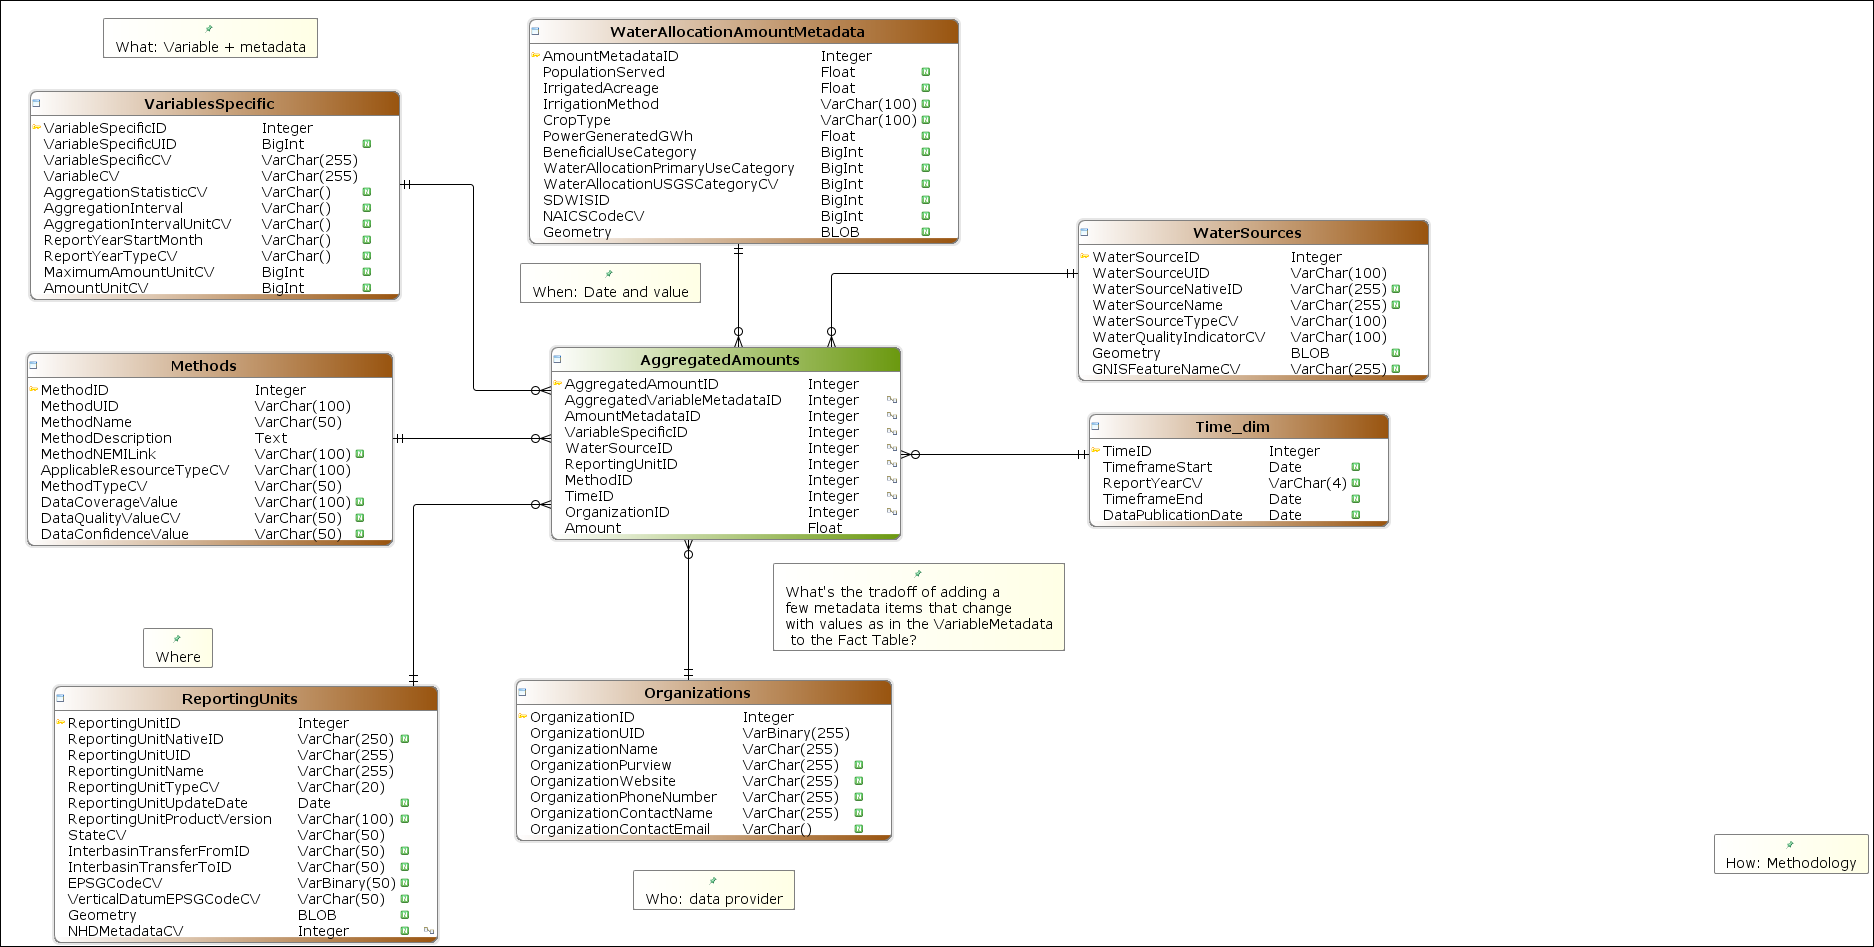 What: Variable + metadata
VariablesSpecific
VariableSpecificID Integer
VariableSpecificUID BigInt N
VariableSpecificCV VarChar(255)
VariableCV VarChar(255)
AggregationStatisticCV VarChar() N
AggregationInterval VarChar() N
AggregationIntervalUnitCV VarChar() N
ReportYearStartMonth VarChar() N
ReportYearTypeCV VarChar() N
MaximumAmountUnitCV BigInt N
AmountUnitCV BigInt N
WaterAllocationAmountMetadata
AmountMetadataID Integer
PopulationServed Float N
IrrigatedAcreage Float N
IrrigationMethod VarChar(100) N
CropType VarChar(100) N
PowerGeneratedGWh Float N
BeneficialUseCategory BigInt N
WaterAllocationPrimaryUseCategory BigInt N
WaterAllocationUSGSCategoryCV BigInt N
SDWISID BigInt N
NAICSCodeCV BigInt N
Geometry BLOB N
When: Date and value
WaterSources
WaterSourceID Integer
WaterSourceUID VarChar(100)
WaterSourceNativeID VarChar(255) N
WaterSourceName VarChar(255) N
WaterSourceTypeCV VarChar(100)
WaterQualityIndicatorCV VarChar(100)
Geometry BLOB N
GNISFeatureNameCV VarChar(255) N
Methods
MethodID Integer
MethodUID VarChar(100)
MethodName VarChar(50)
MethodDescription Text
MethodNEMILink VarChar(100) N
ApplicableResourceTypeCV VarChar(100)
MethodTypeCV VarChar(50)
DataCoverageValue VarChar(100) N
DataQualityValueCV VarChar(50) N
DataConfidenceValue VarChar(50) N
AggregatedAmounts
AggregatedAmountID Integer
AggregatedVariableMetadataID Integer
AmountMetadataID Integer
VariableSpecificID Integer
WaterSourceID Integer
ReportingUnitID Integer
MethodID Integer
TimeID Integer
OrganizationID Integer
Amount Float
Time_dim
TimeID Integer
TimeframeStart Date N
ReportYearCV VarChar(4) N
TimeframeEnd Date N
DataPublicationDate Date N
What's the tradoff of adding a
few metadata items that change
with values as in the VariableMetadata
to the Fact Table?
Where
ReportingUnits
ReportingUnitID Integer
ReportingUnitNativeID VarChar(250) N
ReportingUnitUID VarChar(255)
ReportingUnitName VarChar(255)
ReportingUnitTypeCV VarChar(20)
ReportingUnitUpdateDate Date N
ReportingUnitProductVersion VarChar(100) N
StateCV VarChar(50)
InterbasinTransferFromID VarChar(50) N
InterbasinTransferToID VarChar(50) N
EPSGCodeCV VarBinary(50) N
VerticalDatumEPSGCodeCV VarChar(50) N
Geometry BLOB N
NHDMetadataCV Integer N
Organizations
OrganizationID Integer
OrganizationUID VarBinary(255)
OrganizationName VarChar(255)
OrganizationPurview VarChar(255) N
OrganizationWebsite VarChar(255) N
OrganizationPhoneNumber VarChar(255) N
OrganizationContactName VarChar(255) N
OrganizationContactEmail VarChar() N
Who: data provider
How: Methodology